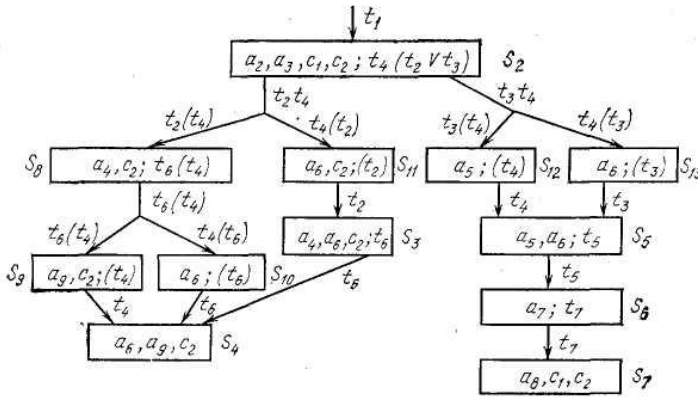 t₁
a₂, a₃, c₁, c₂; t₄ (t₂ ∨ t₃) S₂
t₂ t₄ t₃ t₄
t₂(t₄) t₄(t₂) t₃(t₄) t₄(t₃)
S₈ a₄, c₂; t₆(t₄) a₆, c₂; (t₂) S₁₁ a₅; (t₄) S₁₂ a₆; (t₃) S₁₃
t₆(t₄) t₂ t₄ t₃
t₆(t₄) t₄(t₆) a₄, a₆, c₂; t₆ S₃ a₅, a₆; t₅ S₅
S₉ a₉, c₂; (t₄) a₆; (t₆) S₁₀ t₆ t₅
t₄ t₆ a₇; t₇ S₆
a₆, a₉, c₂ S₄ t₇
a₈, c₁, c₂ S₇